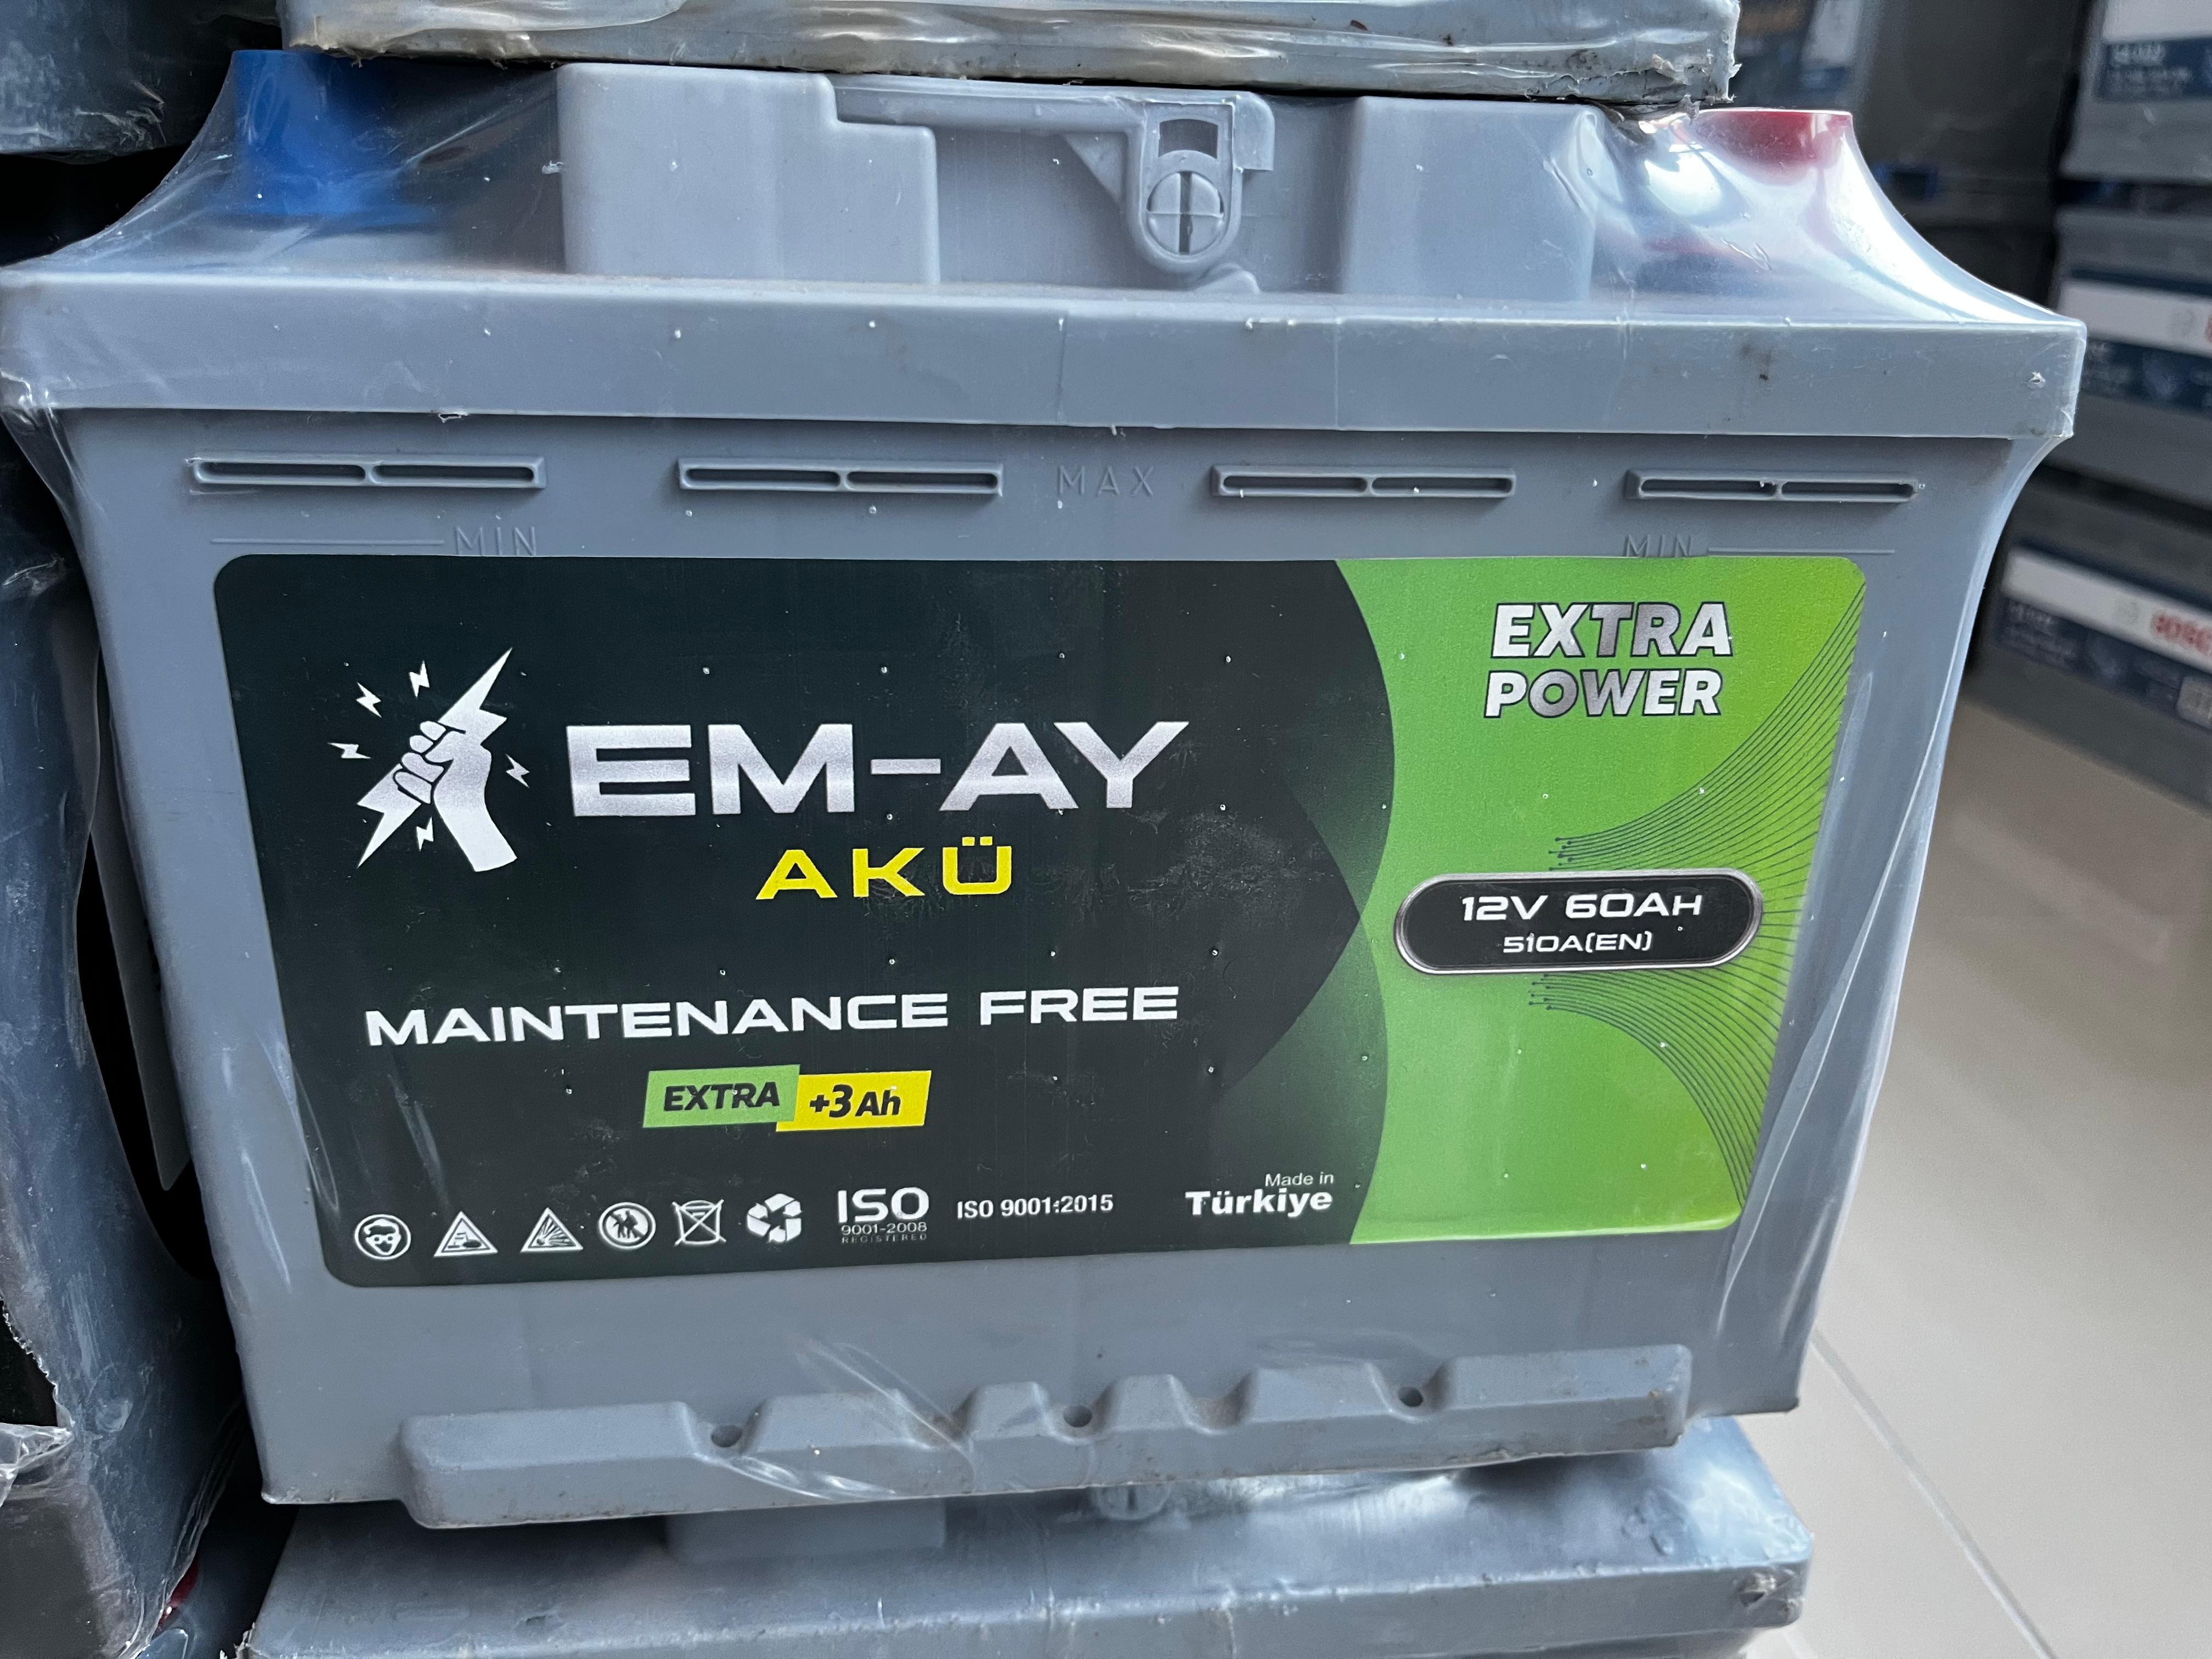 MAX
MIN
MIN
EXTRA
POWER
EM-AY
AKÜ
12V 60AH
510A(EN)
MAINTENANCE FREE
EXTRA +3Ah
ISO
9001-2008
REGISTERED
ISO 9001:2015
Made in
Türkiye